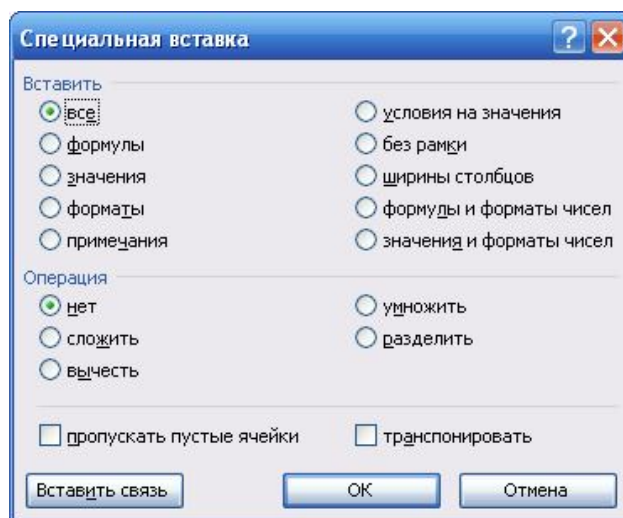 Специальная вставка
Вставить
все условия на значения
формулы без рамки
значения ширины столбцов
форматы формулы и форматы чисел
примечания значения и форматы чисел
Операция
нет умножить
сложить разделить
вычесть
пропускать пустые ячейки транспонировать
Вставить связь ОК Отмена